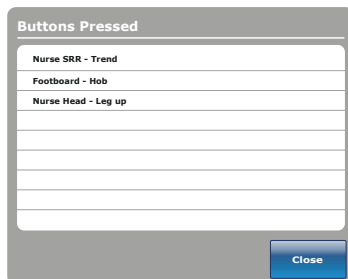 Buttons Pressed
Nurse SRR - Trend
Footboard - Hob
Nurse Head - Leg up
Close